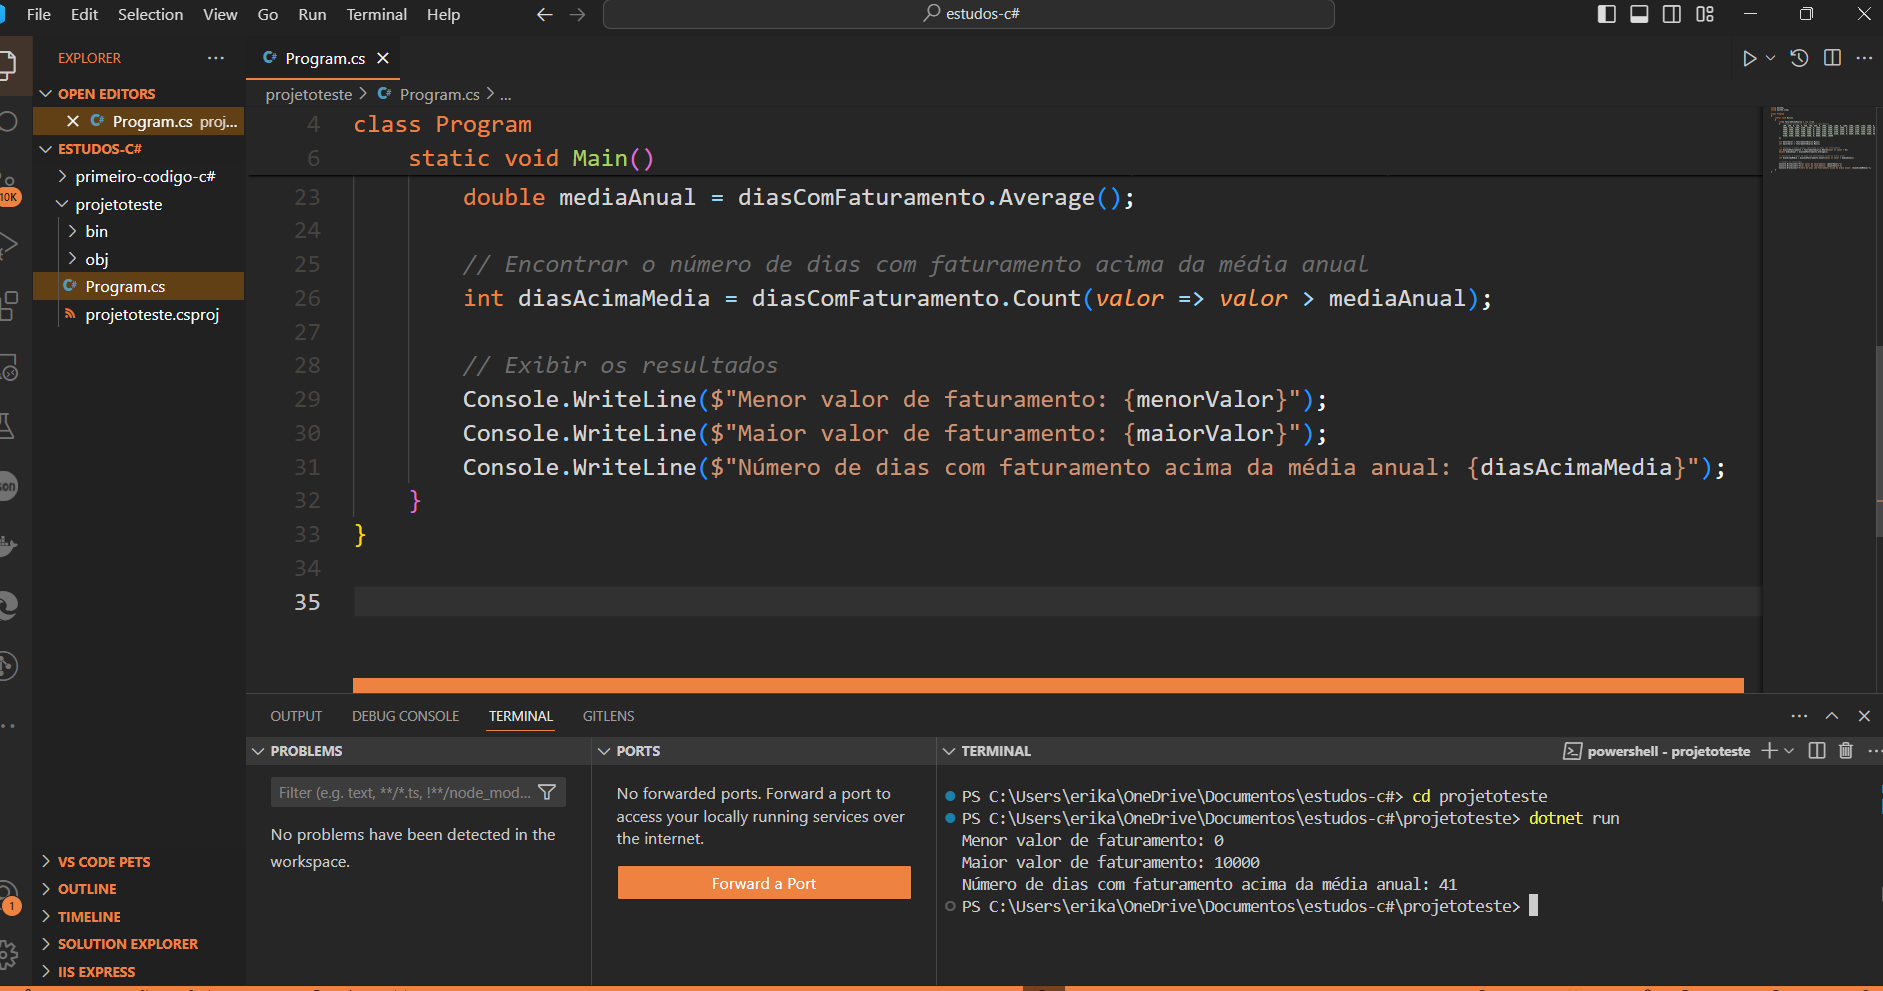 File Edit Selection View Go Run Terminal Help
estudos-c#
EXPLORER
OPEN EDITORS
Program.cs proj...
ESTUDOS-C#
primeiro-codigo-c#
projetoteste
bin
obj
Program.cs
projetoteste.csproj
VS CODE PETS
OUTLINE
TIMELINE
SOLUTION EXPLORER
IIS EXPRESS
10K
1
Program.cs
projetoteste > Program.cs > ...
4 class Program
6 static void Main()
23 double mediaAnual = diasComFaturamento.Average();
24
25 // Encontrar o número de dias com faturamento acima da média anual
26 int diasAcimaMedia = diasComFaturamento.Count(valor => valor > mediaAnual);
27
28 // Exibir os resultados
29 Console.WriteLine($"Menor valor de faturamento: {menorValor}");
30 Console.WriteLine($"Maior valor de faturamento: {maiorValor}");
31 Console.WriteLine($"Número de dias com faturamento acima da média anual: {diasAcimaMedia}");
32 }
33 }
34
35
OUTPUT DEBUG CONSOLE TERMINAL GITLENS
PROBLEMS
Filter (e.g. text, **/*.ts, !**/node_mod...
No problems have been detected in the
workspace.
PORTS
No forwarded ports. Forward a port to
access your locally running services over
the internet.
Forward a Port
TERMINAL
powershell - projetoteste
PS C:\Users\erika\OneDrive\Documentos\estudos-c#> cd projetoteste
PS C:\Users\erika\OneDrive\Documentos\estudos-c#\projetoteste> dotnet run
Menor valor de faturamento: 0
Maior valor de faturamento: 10000
Número de dias com faturamento acima da média anual: 41
PS C:\Users\erika\OneDrive\Documentos\estudos-c#\projetoteste>